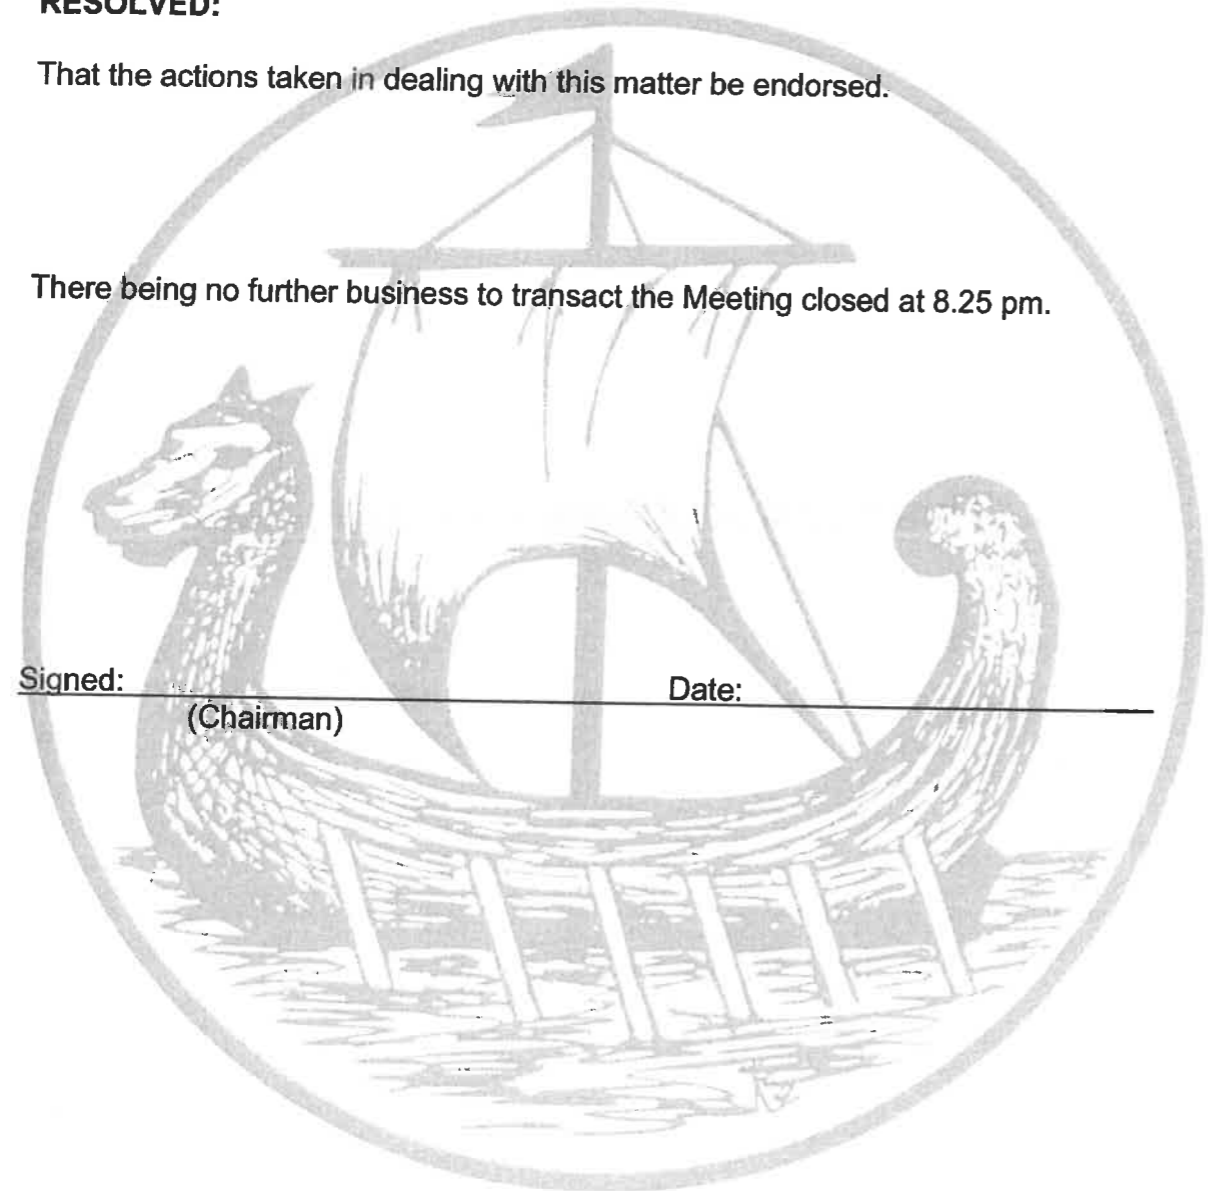 RESOLVED:
That the actions taken in dealing with this matter be endorsed.
There being no further business to transact the Meeting closed at 8.25 pm.
Signed: Date:
(Chairman)